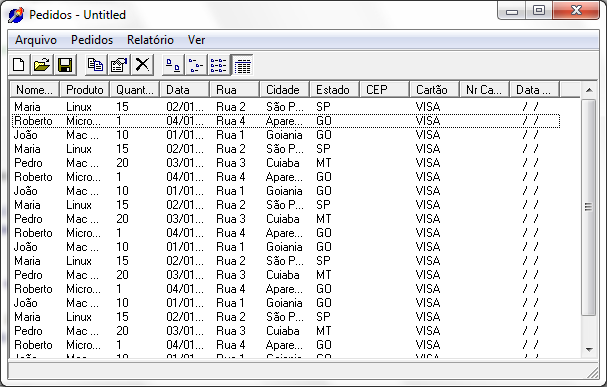 Pedidos - Untitled
Arquivo Pedidos Relatório Ver
Nome... Produto Quant... Data Rua Cidade Estado CEP Cartão Nr Ca... Data ...
Maria Linux 15 02/01... Rua 2 São P... SP VISA / /
Roberto Micro... 1 04/01... Rua 4 Apare... GO VISA / /
João Mac ... 10 01/01... Rua 1 Goiania GO VISA / /
Maria Linux 15 02/01... Rua 2 São P... SP VISA / /
Pedro Mac ... 20 03/01... Rua 3 Cuiaba MT VISA / /
Roberto Micro... 1 04/01... Rua 4 Apare... GO VISA / /
João Mac ... 10 01/01... Rua 1 Goiania GO VISA / /
Maria Linux 15 02/01... Rua 2 São P... SP VISA / /
Pedro Mac ... 20 03/01... Rua 3 Cuiaba MT VISA / /
Roberto Micro... 1 04/01... Rua 4 Apare... GO VISA / /
João Mac ... 10 01/01... Rua 1 Goiania GO VISA / /
Maria Linux 15 02/01... Rua 2 São P... SP VISA / /
Pedro Mac ... 20 03/01... Rua 3 Cuiaba MT VISA / /
Roberto Micro... 1 04/01... Rua 4 Apare... GO VISA / /
João Mac ... 10 01/01... Rua 1 Goiania GO VISA / /
Maria Linux 15 02/01... Rua 2 São P... SP VISA / /
Pedro Mac ... 20 03/01... Rua 3 Cuiaba MT VISA / /
Roberto Micro... 1 04/01... Rua 4 Apare... GO VISA / /
João Mac ... 10 01/01... Rua 1 Goiania GO VISA / /